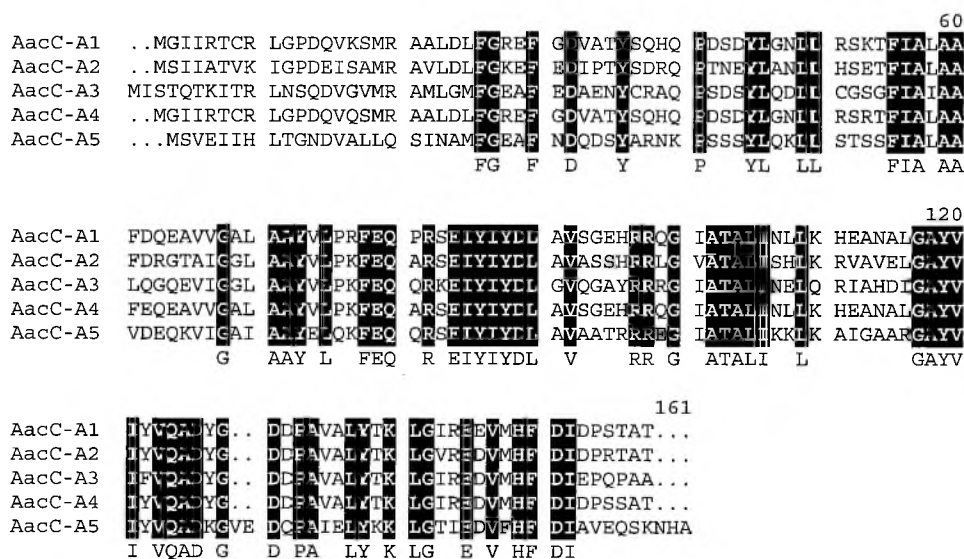 60
AacC-A1 ..MGIIRTCR LGPDQVKSMR AALDLFGREF GDVATYSQHQ PDSDYLGNLL RSKTFIALAA
AacC-A2 ..MSIIATVK IGPDEISAMR AVLDLFGKEF EDIPTYSDRQ PTNEYLANLL HSETFIALAA
AacC-A3 MISTQTKITR LNSQDVGVMR AMLGMFGEAF EDAENYCRAQ PSDSYLQDLL CGSGFIAIAA
AacC-A4 ..MGIIRTCR LGPDQVQSMR AALDLFGREF GDVATYSQHQ PDSDYLGNLL RSRTFIALAA
AacC-A5 ...MSVEIIH LTGNDVALLQ SINAMFGEAF NDQDSYARNK PSSSYLQKLL STSSFIALAA
FG F D Y P YL LL FIA AA
120
AacC-A1 FDQEAVVGAL AAYVLPRFEQ PRSEIYIYDL AVSGEHRRQG IATALINLLK HEANALGAYV
AacC-A2 FDRGTAIGGL AAYVLPKFEQ ARSEIYIYDL AVASSHRRLG VATALISHLK RVAVELGAYV
AacC-A3 LQGQEVIGGL AAYVLPKFEQ QRKEIYIYDL GVQGAYRRRG IATALINELQ RIAHDIGAYV
AacC-A4 FEQEAVVGAL AAYVLPKFEQ ARSEIYIYDL AVSGEHRRQG IATALINLLK HEANALGAYV
AacC-A5 VDEQKVIGAI AAYELQKFEQ QRSEIYIYDL AVAATRRREG IATALIKKLK AIGAARGAYV
G AAY L FEQ R EIYIYDL V RR G ATALI L GAYV
161
AacC-A1 IYVQADYG.. DDPAVALYTK LGIREEVMHF DIDPSTAT...
AacC-A2 IYVQADYG.. DDPAVALYTK LGVREDVMHF DIDPRTAT...
AacC-A3 IFVQADYG.. DDPAVALYTK LGIREDVMHF DIEPQPAA...
AacC-A4 IYVQADYG.. DDPAVALYTK LGIREDVMHF DIDPSSAT...
AacC-A5 IYVQADKGVE DQPAIELYKK LGTIEDVFHF DIAVEQSKNHA
I VQAD G D PA LY K LG E V HF DI